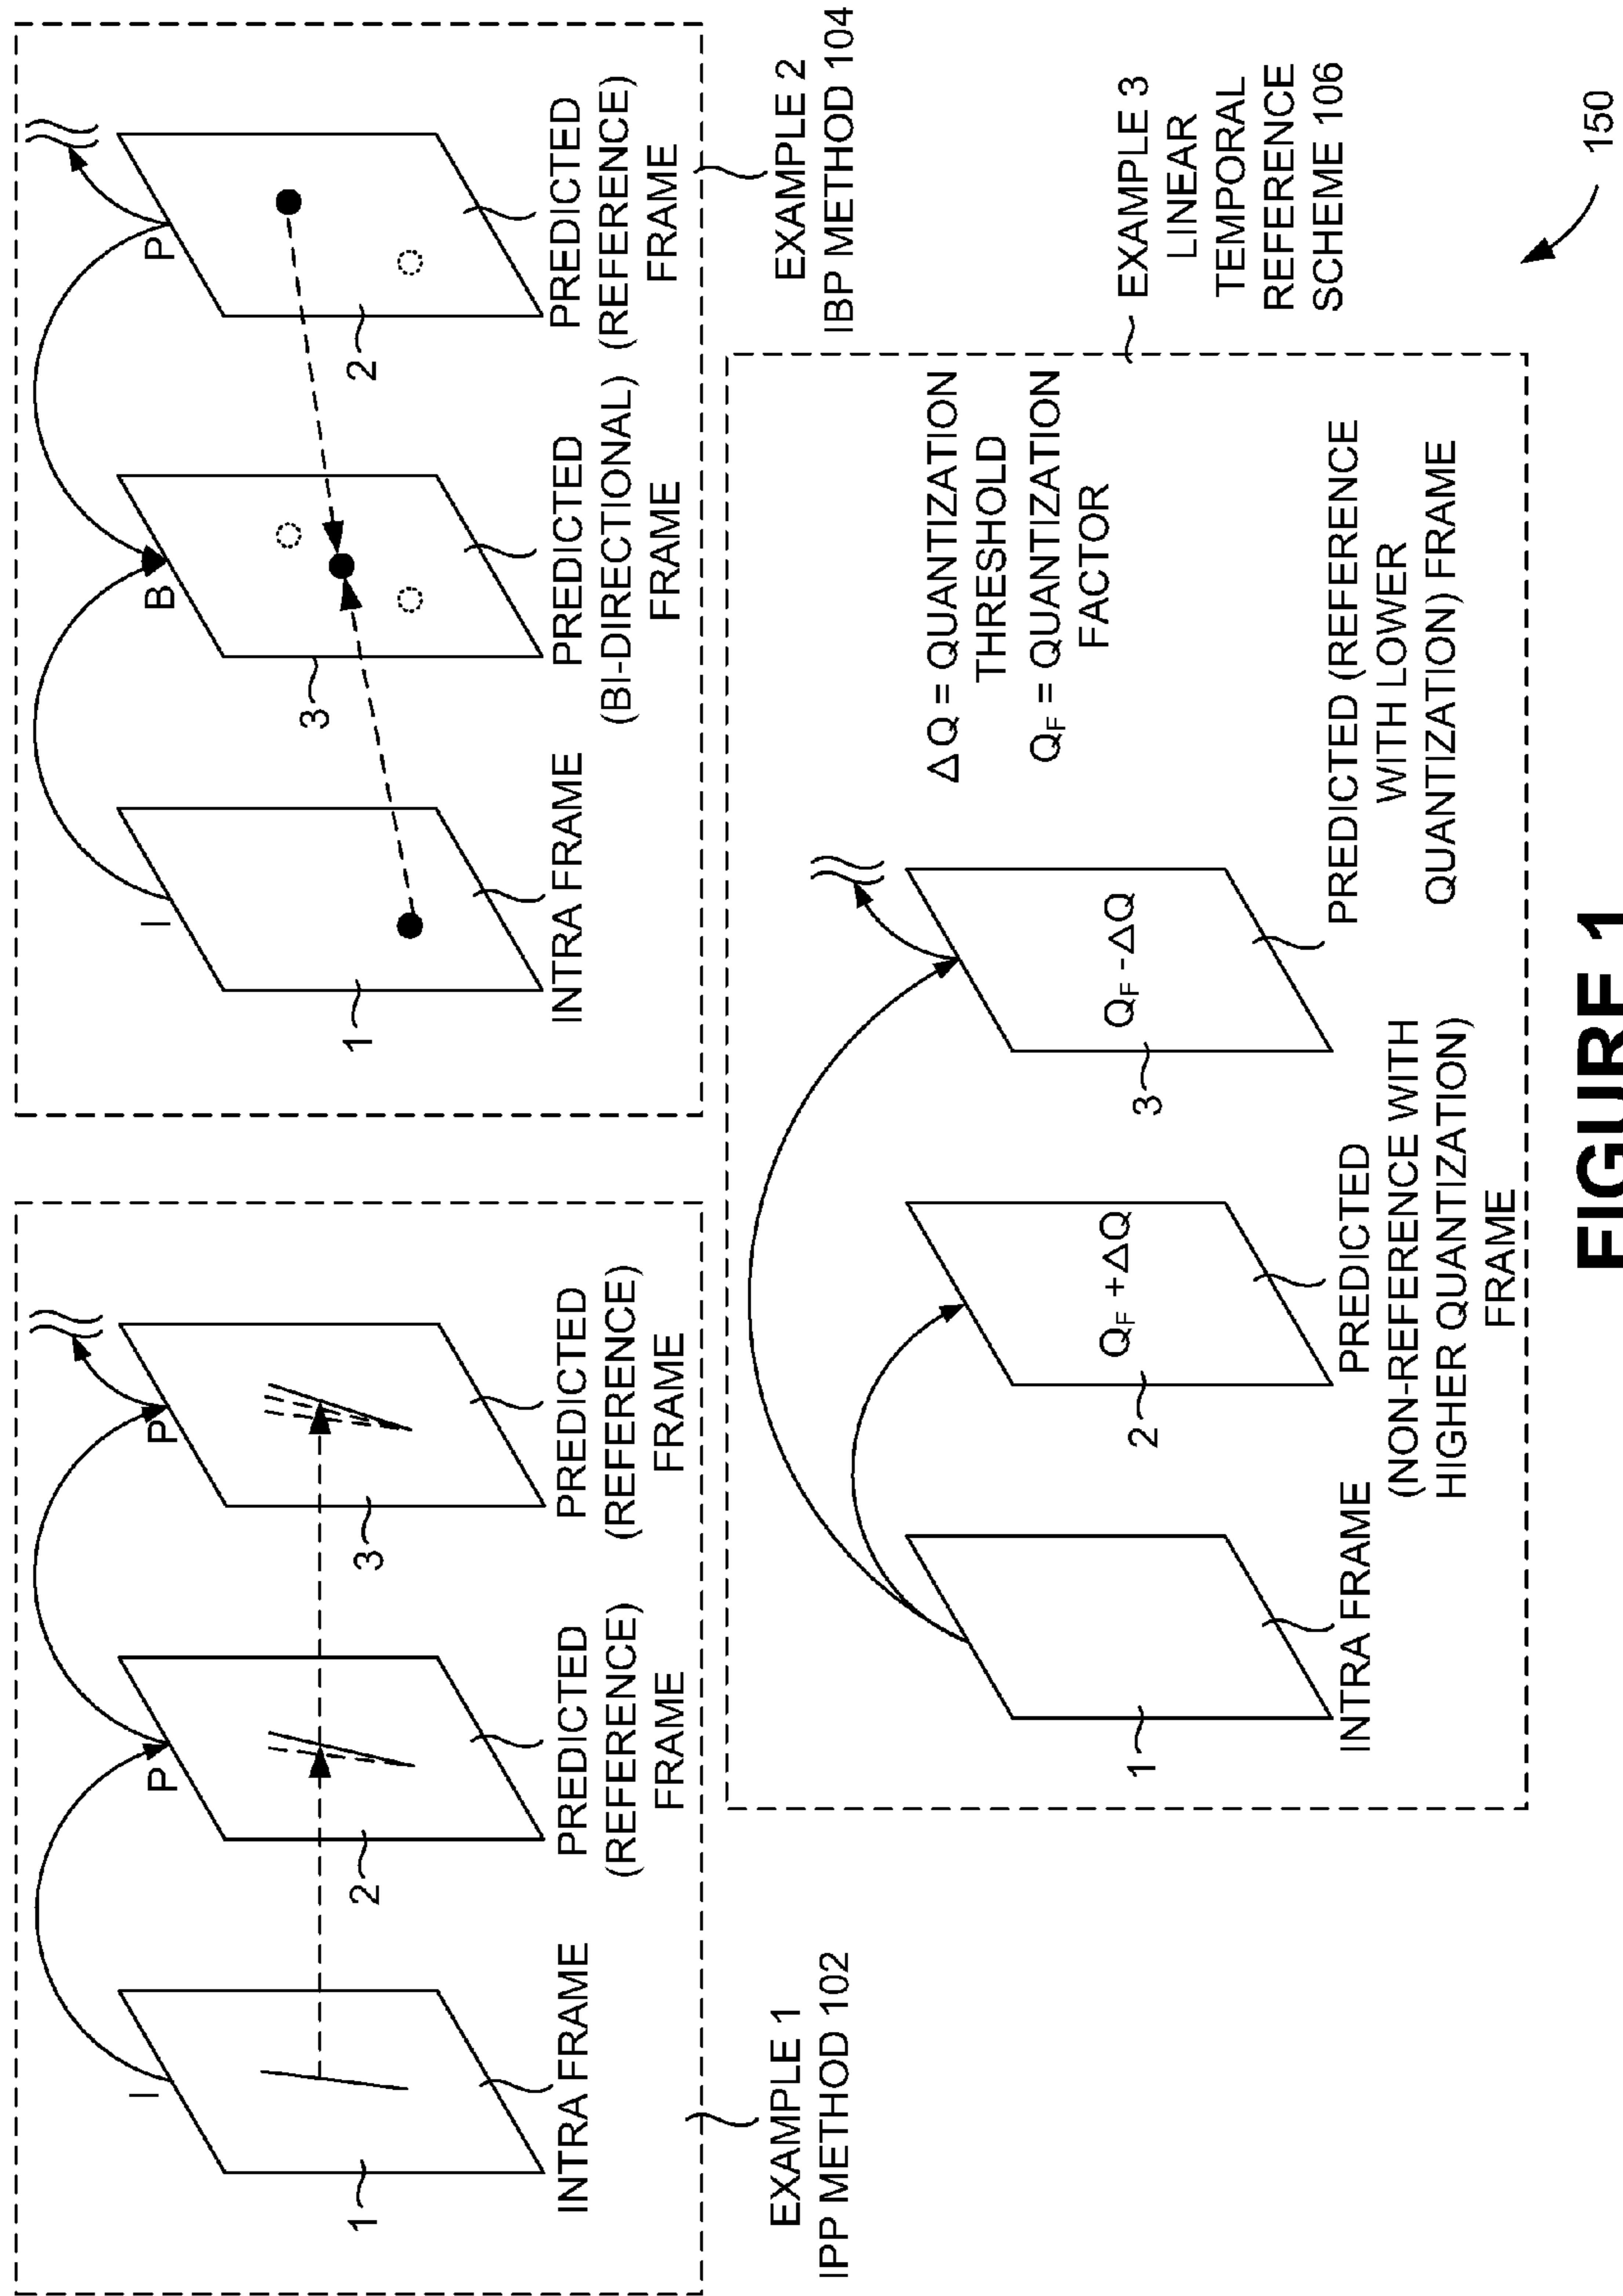 I
P
P
1
2
3
INTRA FRAME
PREDICTED
(REFERENCE)
FRAME
PREDICTED
(REFERENCE)
FRAME
EXAMPLE 1
IPP METHOD 102
I
B
P
1
3
2
INTRA FRAME
PREDICTED
(BI-DIRECTIONAL)
FRAME
PREDICTED
(REFERENCE)
FRAME
EXAMPLE 2
IBP METHOD 104
1
2
3
QF +ΔQ
QF -ΔQ
ΔQ = QUANTIZATION
THRESHOLD
QF = QUANTIZATION
FACTOR
INTRA FRAME
PREDICTED
(NON-REFERENCE WITH
HIGHER QUANTIZATION)
FRAME
PREDICTED (REFERENCE
WITH LOWER
QUANTIZATION) FRAME
EXAMPLE 3
LINEAR
TEMPORAL
REFERENCE
SCHEME 106
150
FIGURE 1